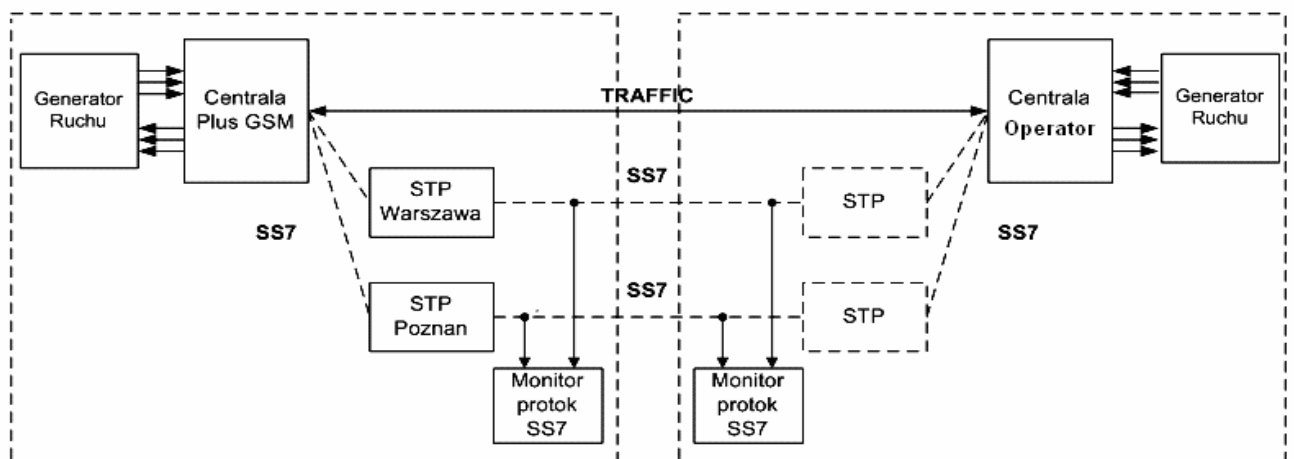 Generator
Ruchu
Centrala
Plus GSM
TRAFFIC
Centrala
Operator
Generator
Ruchu
STP
Warszawa
SS7
STP
SS7
SS7
STP
Poznan
SS7
STP
Monitor
protok
SS7
Monitor
protok
SS7